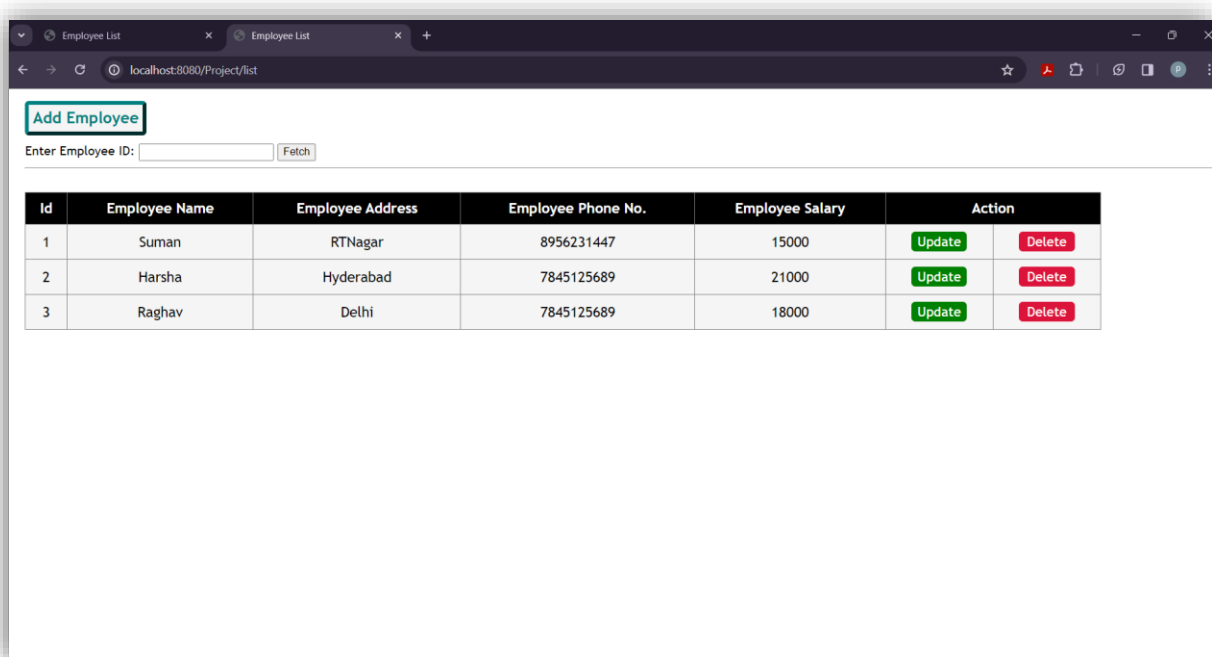 Employee List Employee List
localhost:8080/Project/list P
Add Employee
Enter Employee ID: Fetch
Id Employee Name Employee Address Employee Phone No. Employee Salary Action
1 Suman RTNagar 8956231447 15000 Update Delete
2 Harsha Hyderabad 7845125689 21000 Update Delete
3 Raghav Delhi 7845125689 18000 Update Delete